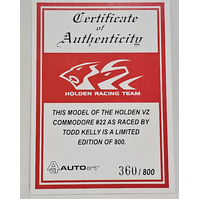 Certificate
of
Authenticity
HOLDEN RACING TEAM
THIS MODEL OF THE HOLDEN VZ
COMMODORE #22 AS RACED BY
TODD KELLY IS A LIMITED
EDITION OF 800.
AUTOart 360/800